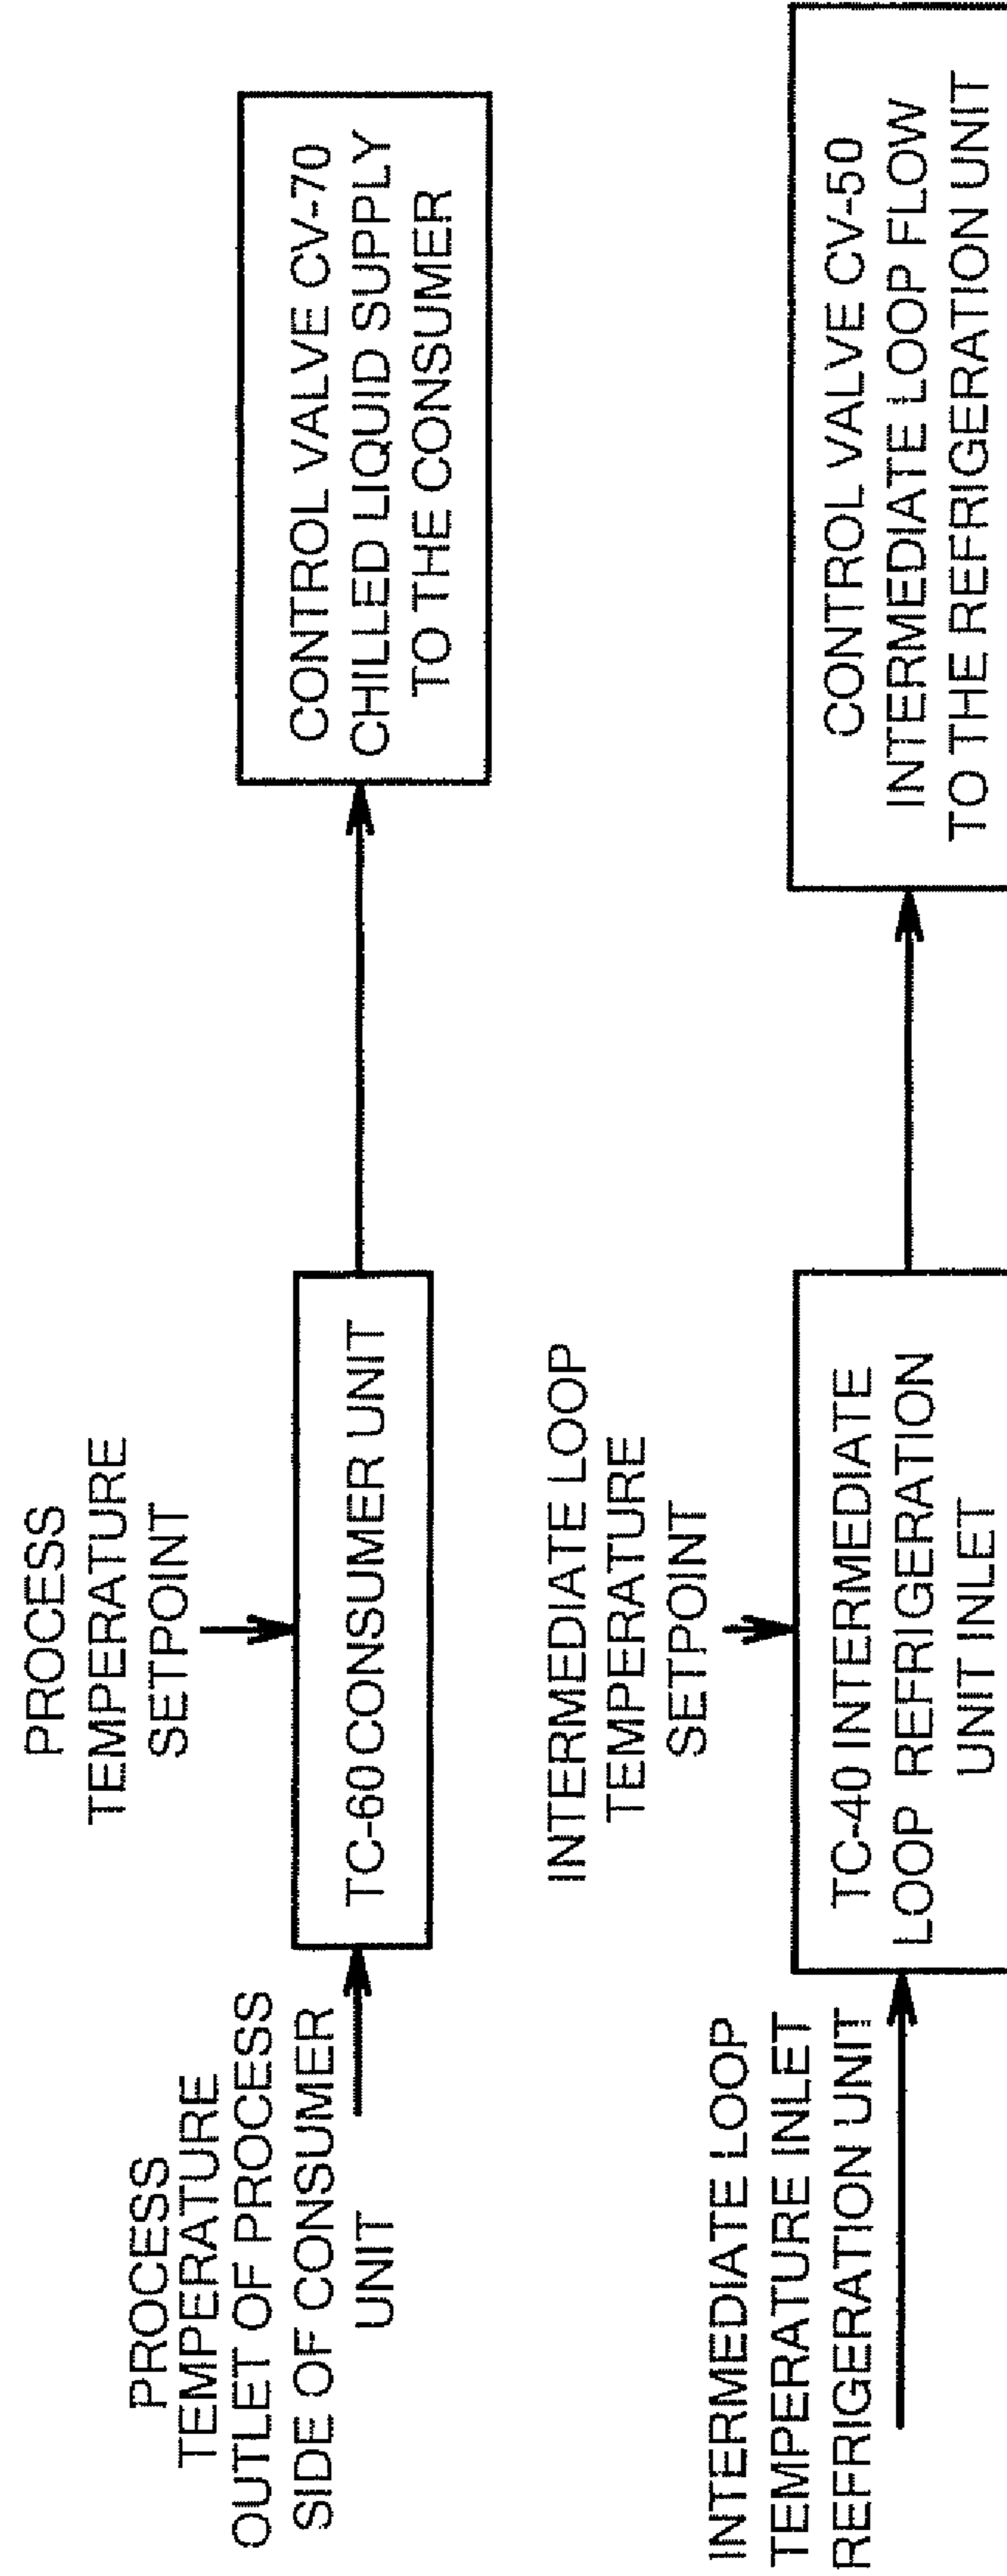 PROCESS
TEMPERATURE
SETPOINT
PROCESS
TEMPERATURE
OUTLET OF PROCESS
SIDE OF CONSUMER
UNIT
TC-60 CONSUMER UNIT
CONTROL VALVE CV-70
CHILLED LIQUID SUPPLY
TO THE CONSUMER
INTERMEDIATE LOOP
TEMPERATURE
SETPOINT
INTERMEDIATE LOOP
TEMPERATURE INLET
REFRIGERATION UNIT
TC-40 INTERMEDIATE
LOOP REFRIGERATION
UNIT INLET
CONTROL VALVE CV-50
INTERMEDIATE LOOP FLOW
TO THE REFRIGERATION UNIT